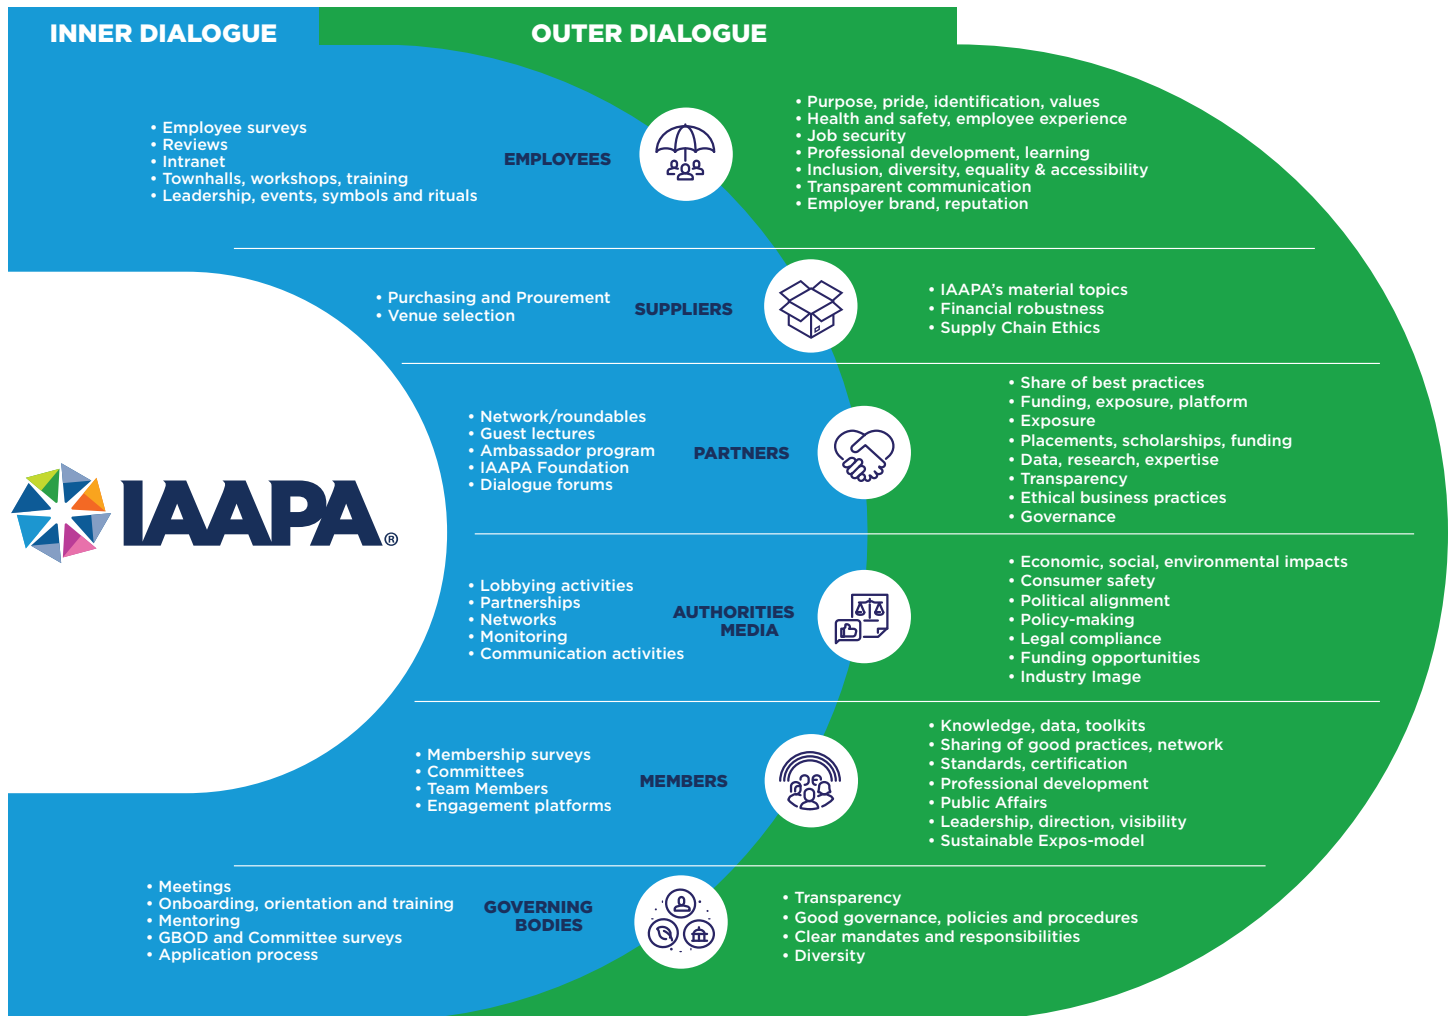 INNER DIALOGUE
OUTER DIALOGUE
• Employee surveys
• Reviews
• Intranet
• Townhalls, workshops, training
• Leadership, events, symbols and rituals
EMPLOYEES
• Purpose, pride, identification, values
• Health and safety, employee experience
• Job security
• Professional development, learning
• Inclusion, diversity, equality & accessibility
• Transparent communication
• Employer brand, reputation
• Purchasing and Procurement
• Venue selection
SUPPLIERS
• IAAPA’s material topics
• Financial robustness
• Supply Chain Ethics
• Network/roundables
• Guest lectures
• Ambassador program
• IAAPA Foundation
• Dialogue forums
PARTNERS
• Share of best practices
• Funding, exposure, platform
• Exposure
• Placements, scholarships, funding
• Data, research, expertise
• Transparency
• Ethical business practices
• Governance
IAAPA®
• Lobbying activities
• Partnerships
• Networks
• Monitoring
• Communication activities
AUTHORITIES
MEDIA
• Economic, social, environmental impacts
• Consumer safety
• Political alignment
• Policy-making
• Legal compliance
• Funding opportunities
• Industry Image
• Membership surveys
• Committees
• Team Members
• Engagement platforms
MEMBERS
• Knowledge, data, toolkits
• Sharing of good practices, network
• Standards, certification
• Professional development
• Public Affairs
• Leadership, direction, visibility
• Sustainable Expos-model
• Meetings
• Onboarding, orientation and training
• Mentoring
• GBOD and Committee surveys
• Application process
GOVERNING
BODIES
• Transparency
• Good governance, policies and procedures
• Clear mandates and responsibilities
• Diversity